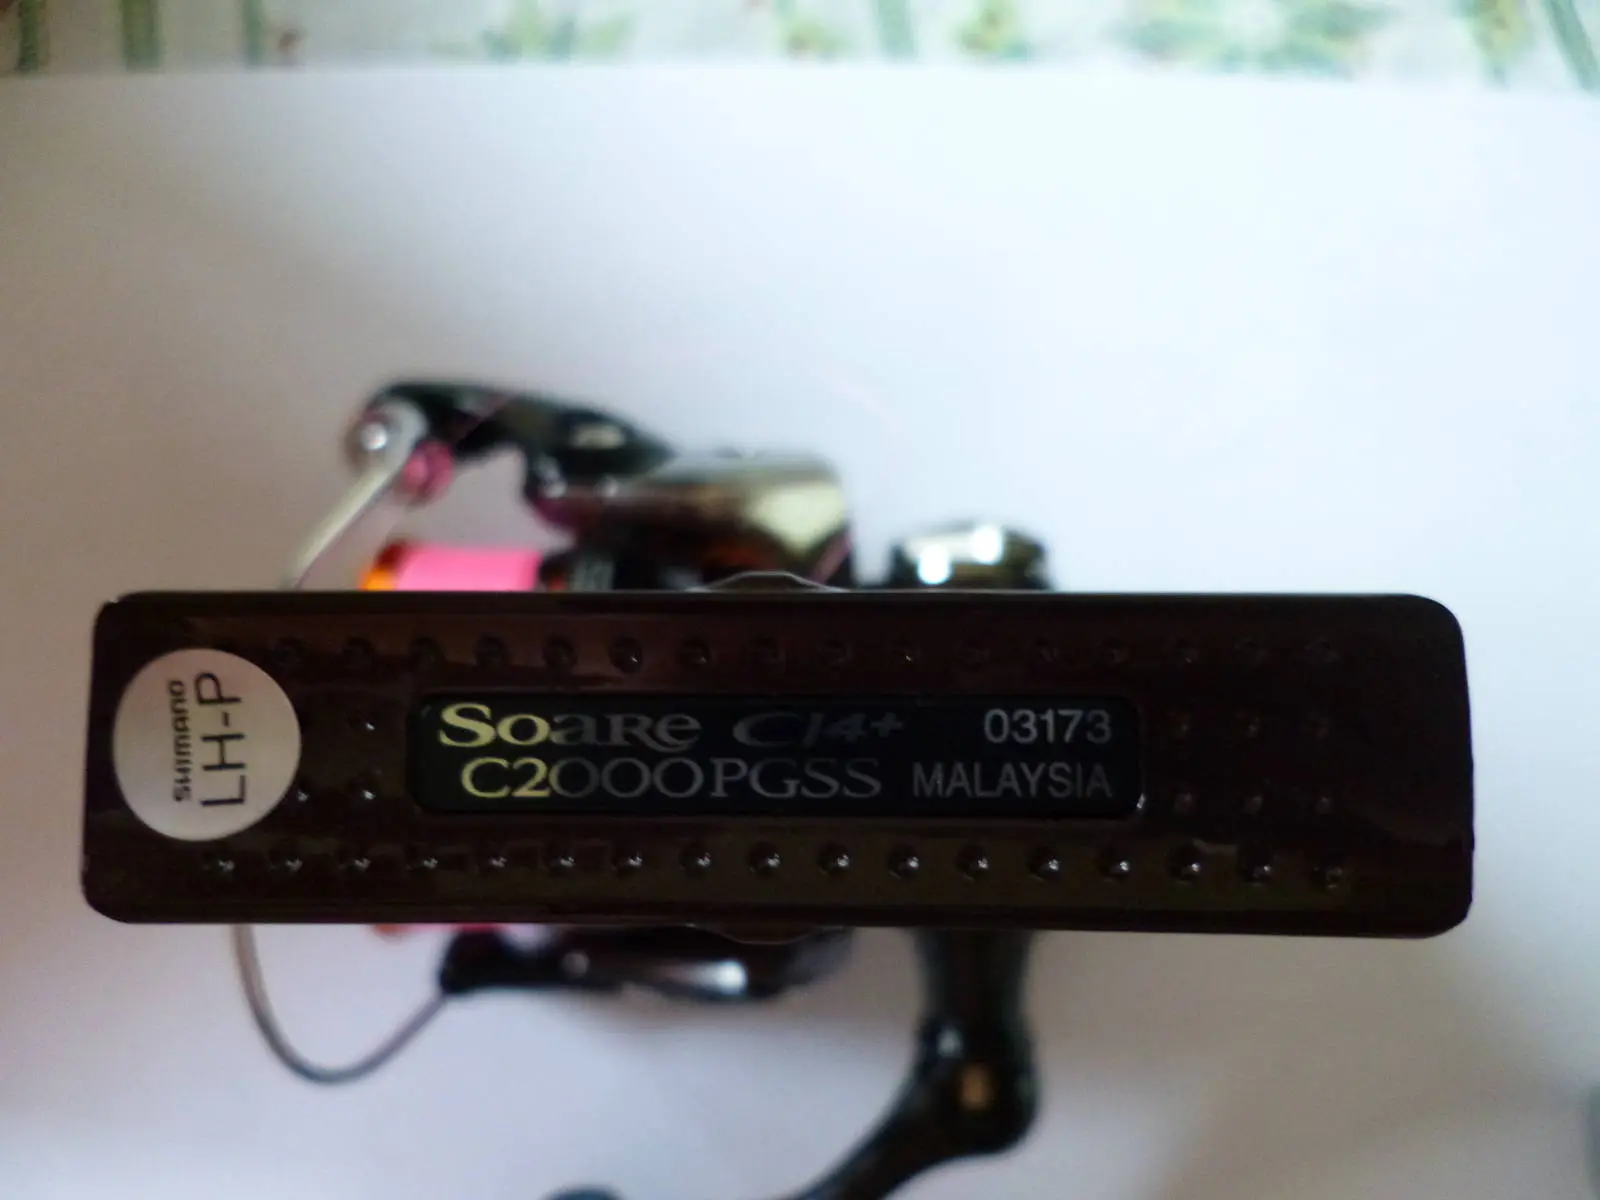 SHIMANO
LH-P
SOARE CI4+ 03173
C2000PGSS MALAYSIA